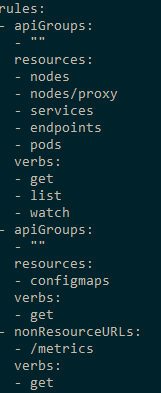 rules:
- apiGroups:
  - ""
  resources:
  - nodes
  - nodes/proxy
  - services
  - endpoints
  - pods
  verbs:
  - get
  - list
  - watch
- apiGroups:
  - ""
  resources:
  - configmaps
  verbs:
  - get
- nonResourceURLs:
  - /metrics
  verbs:
  - get